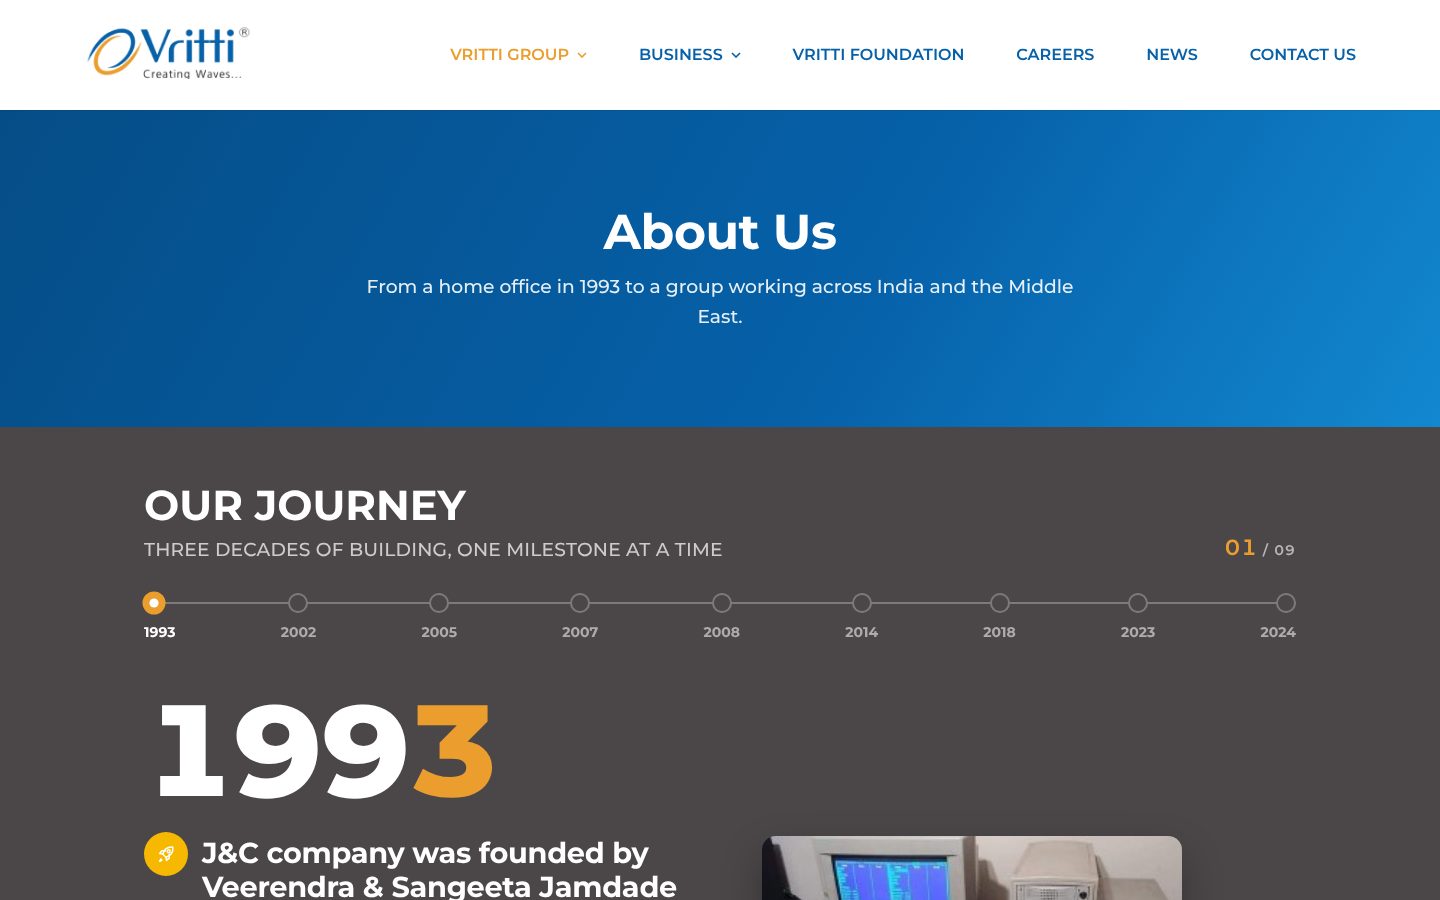 Vritti®
Creating Waves...
VRITTI GROUP
BUSINESS
VRITTI FOUNDATION
CAREERS
NEWS
CONTACT US
About Us
From a home office in 1993 to a group working across India and the Middle
East.
OUR JOURNEY
THREE DECADES OF BUILDING, ONE MILESTONE AT A TIME
01 / 09
1993
2002
2005
2007
2008
2014
2018
2023
2024
1993
J&C company was founded by
Veerendra & Sangeeta Jamdade